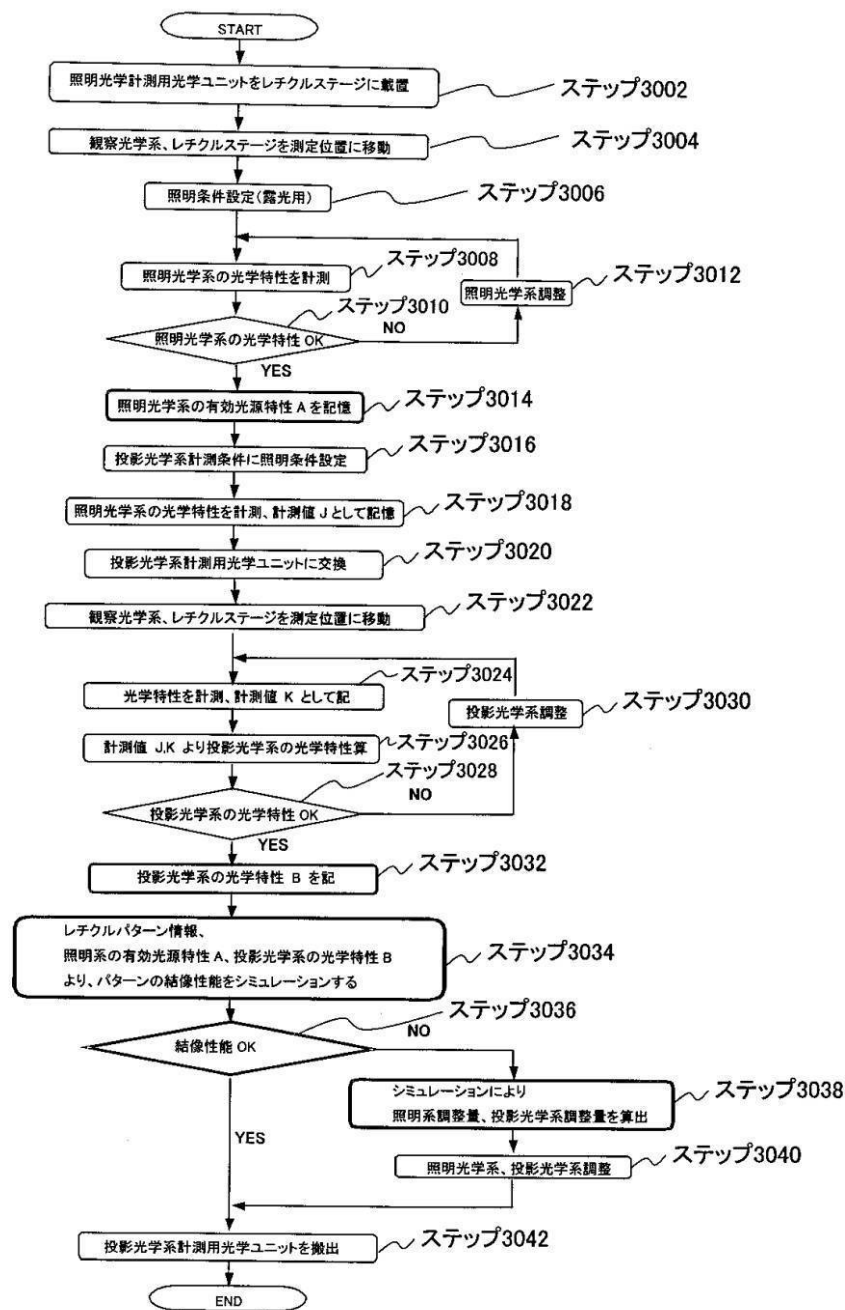 START
照明光学計測用光学ユニットをレチクルステージに載置
ステップ3002
観察光学系、レチクルステージを測定位置に移動
ステップ3004
照明条件設定(露光用)
ステップ3006
照明光学系の光学特性を計測
ステップ3008
照明光学系調整
ステップ3012
ステップ3010
照明光学系の光学特性 OK
NO
YES
照明光学系の有効光源特性 A を記憶
ステップ3014
投影光学系計測条件に照明条件設定
ステップ3016
照明光学系の光学特性を計測、計測値 J として記憶
ステップ3018
投影光学系計測用光学ユニットに交換
ステップ3020
観察光学系、レチクルステージを測定位置に移動
ステップ3022
ステップ3024
光学特性を計測、計測値 K として記
投影光学系調整
ステップ3030
計測値 J.K より投影光学系の光学特性算
ステップ3026
ステップ3028
投影光学系の光学特性 OK
NO
YES
投影光学系の光学特性 B を記
ステップ3032
レチクルパターン情報、
照明系の有効光源特性 A、投影光学系の光学特性 B
より、パターンの結像性能をシミュレーションする
ステップ3034
ステップ3036
結像性能 OK
NO
シミュレーションにより
照明系調整量、投影光学系調整量を算出
ステップ3038
YES
照明光学系、投影光学系調整
ステップ3040
投影光学系計測用光学ユニットを搬出
ステップ3042
END